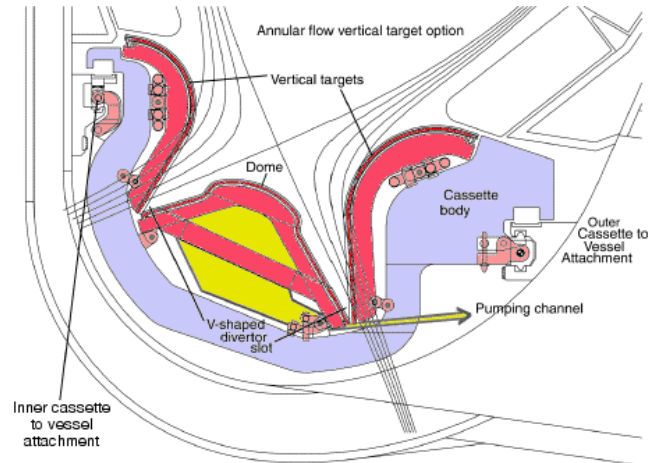 Annular flow vertical target option
Vertical targets
Dome
Cassette
body
Outer
Cassette to
Vessel
Attachment
Pumping channel
V-shaped
divertor
slot
Inner cassette
to vessel
attachment